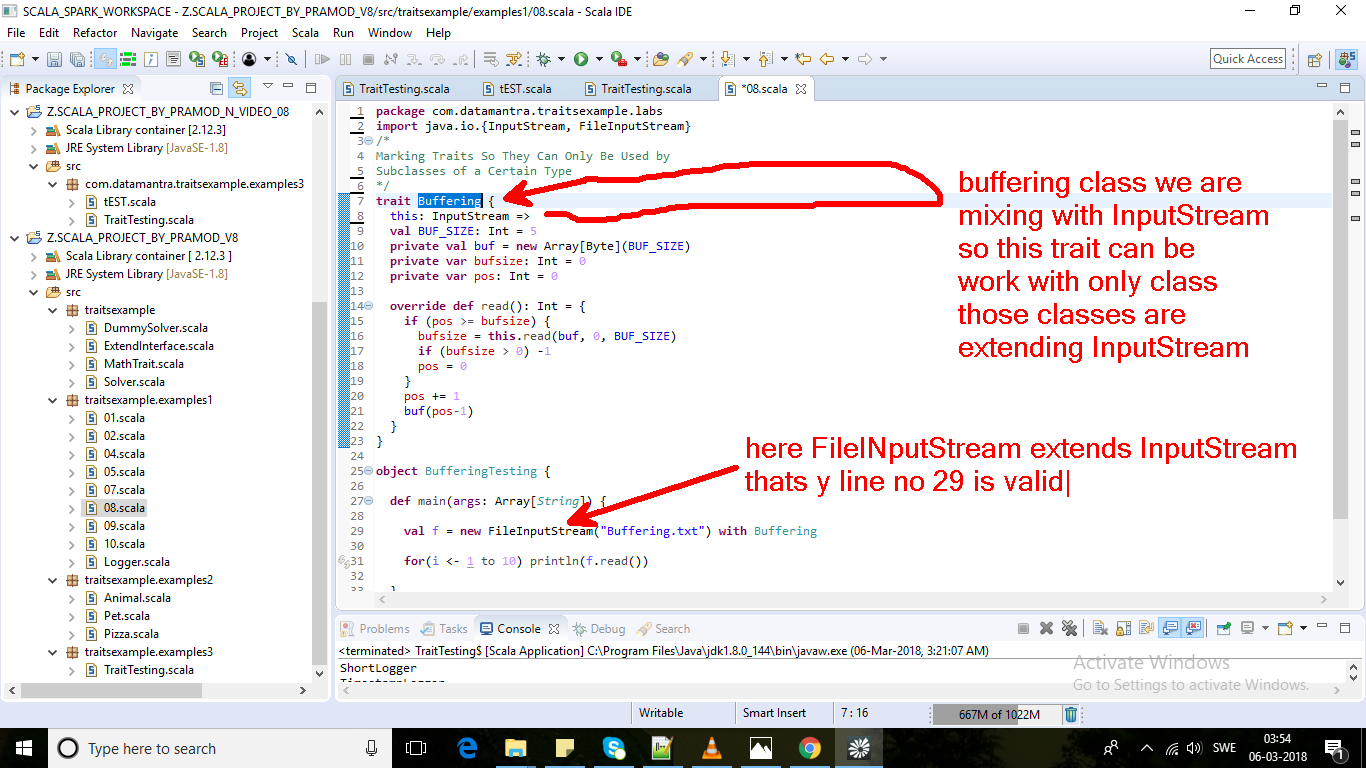 SCALA_SPARK_WORKSPACE - Z.SCALA_PROJECT_BY_PRAMOD_V8/src/traitsexample/examples1/08.scala - Scala IDE
File Edit Refactor Navigate Search Project Scala Run Window Help
Quick Access
Package Explorer
Z.SCALA_PROJECT_BY_PRAMOD_N_VIDEO_08
Scala Library container [2.12.3]
JRE System Library [JavaSE-1.8]
src
com.datamantra.traitsexample.examples3
tEST.scala
TraitTesting.scala
Z.SCALA_PROJECT_BY_PRAMOD_V8
Scala Library container [ 2.12.3 ]
JRE System Library [JavaSE-1.8]
src
traitsexample
DummySolver.scala
ExtendInterface.scala
MathTrait.scala
Solver.scala
traitsexample.examples1
01.scala
02.scala
04.scala
05.scala
07.scala
08.scala
09.scala
10.scala
Logger.scala
traitsexample.examples2
Animal.scala
Pet.scala
Pizza.scala
traitsexample.examples3
TraitTesting.scala
TraitTesting.scala tEST.scala TraitTesting.scala *08.scala
1 package com.datamantra.traitsexample.labs
2 import java.io.{InputStream, FileInputStream}
3 /*
4 Marking Traits So They Can Only Be Used by
5 Subclasses of a Certain Type
6 */
7 trait Buffering {
8 this: InputStream =>
9 val BUF_SIZE: Int = 5
10 private val buf = new Array[Byte](BUF_SIZE)
11 private var bufsize: Int = 0
12 private var pos: Int = 0
13
14 override def read(): Int = {
15 if (pos >= bufsize) {
16 bufsize = this.read(buf, 0, BUF_SIZE)
17 if (bufsize > 0) -1
18 pos = 0
19 }
20 pos += 1
21 buf(pos-1)
22 }
23 }
24
25 object BufferingTesting {
26
27 def main(args: Array[String]) {
28
29 val f = new FileInputStream("Buffering.txt") with Buffering
30
31 for(i <- 1 to 10) println(f.read())
32
33 }
buffering class we are
mixing with InputStream
so this trait can be
work with only class
those classes are
extending InputStream
here FileINputStream extends InputStream
thats y line no 29 is valid
Problems Tasks Console Debug Search
<terminated> TraitTesting$ [Scala Application] C:\Program Files\Java\jdk1.8.0_144\bin\javaw.exe (06-Mar-2018, 3:21:07 AM)
ShortLogger
TimestampLogger
Activate Windows
Go to Settings to activate Windows.
Writable Smart Insert 7 : 16 667M of 1022M
Type here to search
SWE
03:54
06-03-2018
1